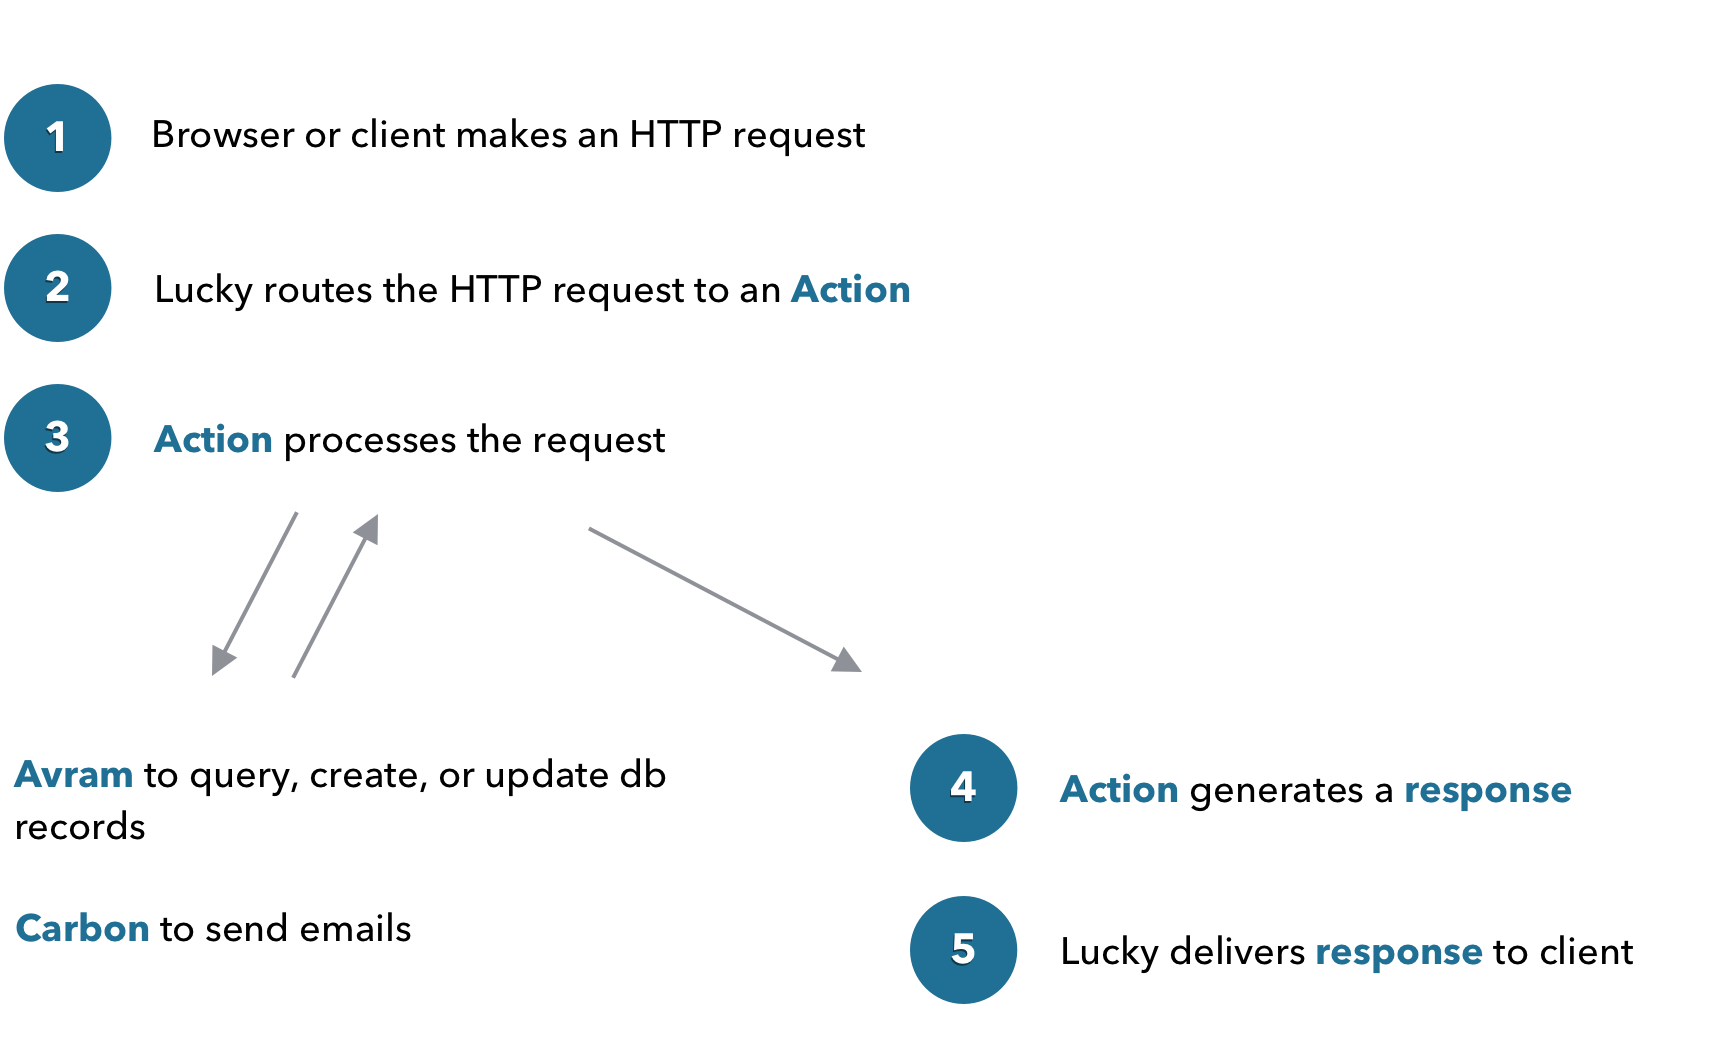 1
Browser or client makes an HTTP request
2
Lucky routes the HTTP request to an Action
3
Action processes the request
Avram to query, create, or update db
records
Carbon to send emails
4
Action generates a response
5
Lucky delivers response to client